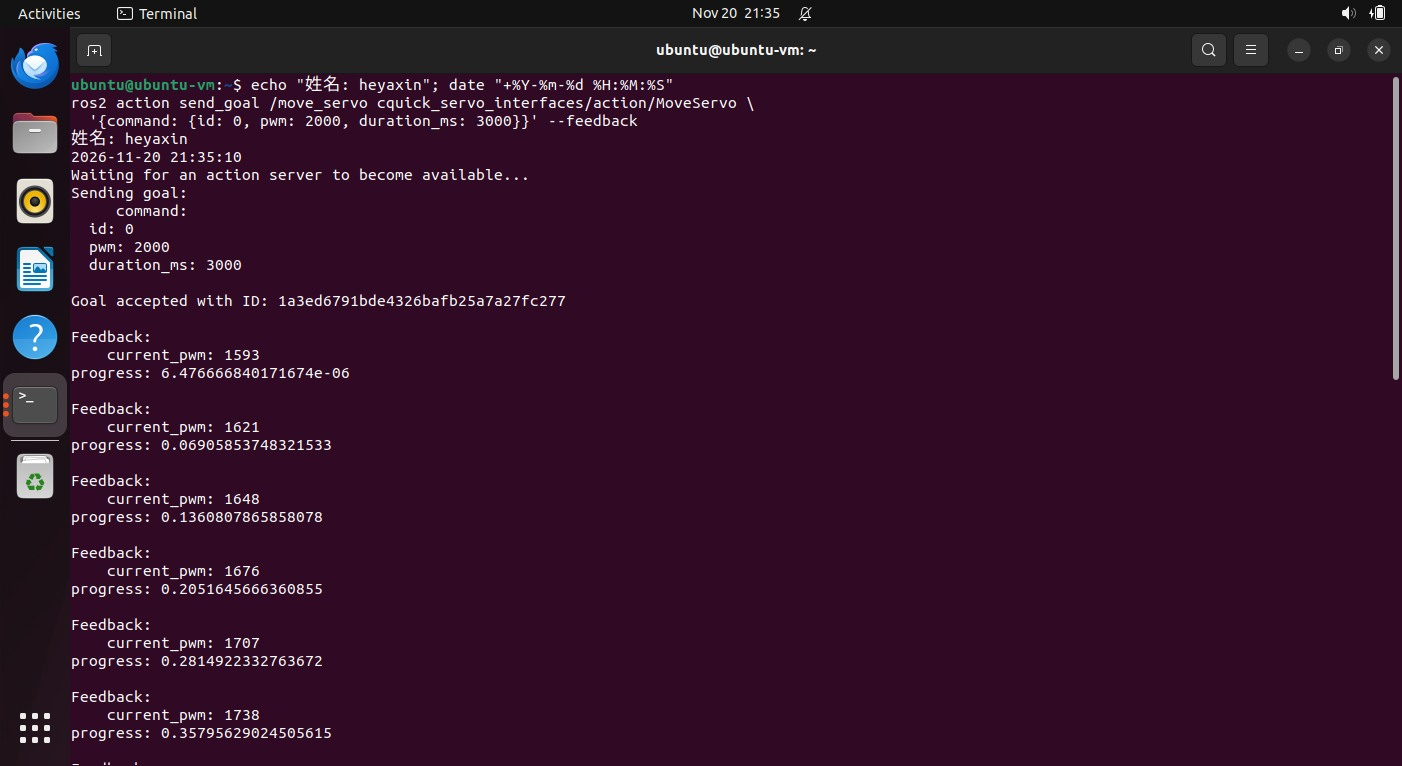 Activities
Terminal
Nov 20 21:35
ubuntu@ubuntu-vm: ~
ubuntu@ubuntu-vm:~$ echo "姓名: heyaxin"; date "+%Y-%m-%d %H:%M:%S"
ros2 action send_goal /move_servo cquick_servo_interfaces/action/MoveServo \
  '{command: {id: 0, pwm: 2000, duration_ms: 3000}}' --feedback
姓名: heyaxin
2026-11-20 21:35:10
Waiting for an action server to become available...
Sending goal:
     command:
  id: 0
  pwm: 2000
  duration_ms: 3000
Goal accepted with ID: 1a3ed6791bde4326bafb25a7a27fc277
Feedback:
    current_pwm: 1593
progress: 6.476666840171674e-06
Feedback:
    current_pwm: 1621
progress: 0.06905853748321533
Feedback:
    current_pwm: 1648
progress: 0.1360807865858078
Feedback:
    current_pwm: 1676
progress: 0.2051645666360855
Feedback:
    current_pwm: 1707
progress: 0.2814922332763672
Feedback:
    current_pwm: 1738
progress: 0.35795629024505615